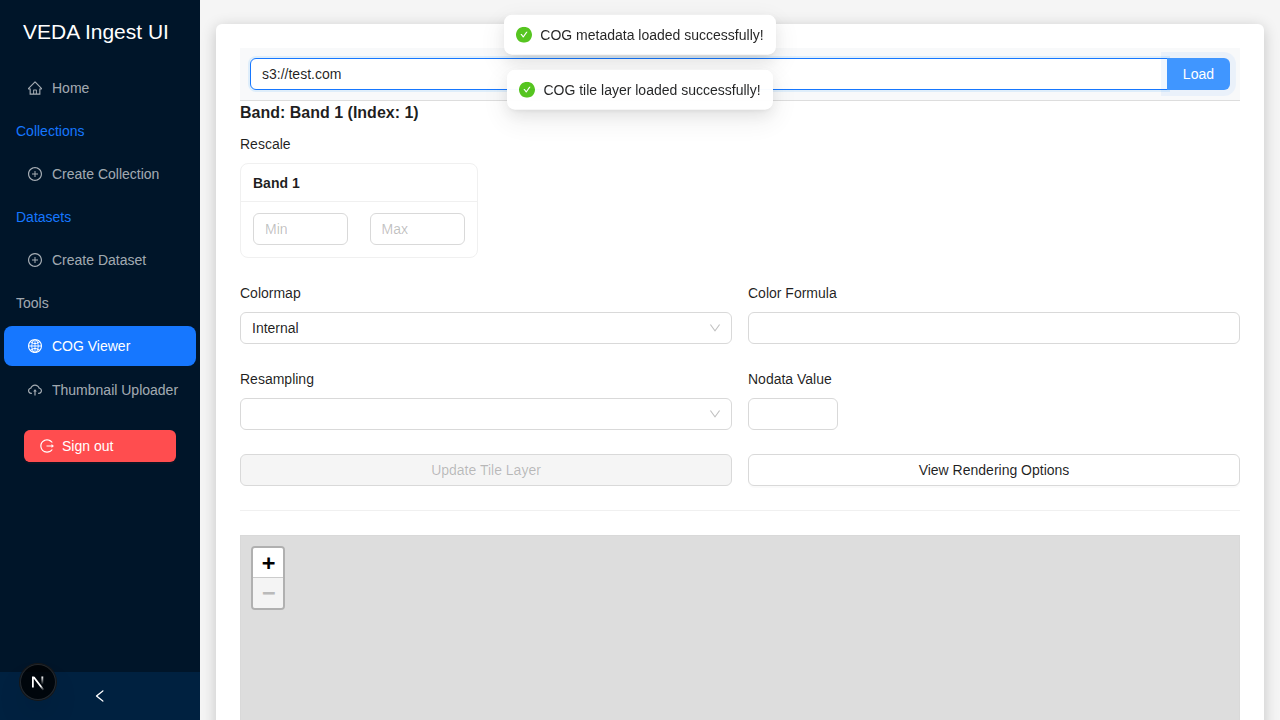 VEDA Ingest UI
Home
Collections
Create Collection
Datasets
Create Dataset
Tools
COG Viewer
Thumbnail Uploader
Sign out
N
COG metadata loaded successfully!
s3://test.com
Load
COG tile layer loaded successfully!
Band: Band 1 (Index: 1)
Rescale
Band 1
Min Max
Colormap Color Formula
Internal
Resampling Nodata Value
Update Tile Layer View Rendering Options
+
−